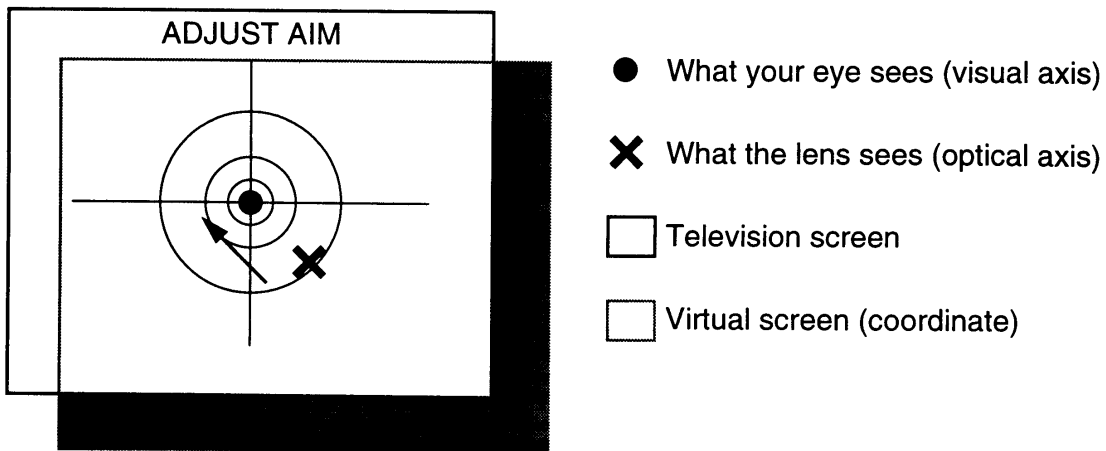 ADJUST AIM
What your eye sees (visual axis)
What the lens sees (optical axis)
Television screen
Virtual screen (coordinate)